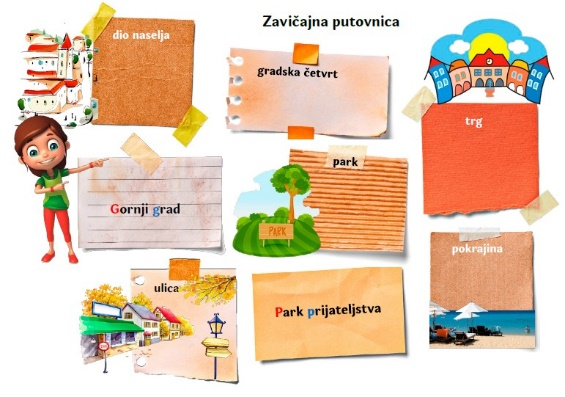 Zavičajna putovnica
dio naselja
gradska četvrt
trg
park
PARK
Gornji grad
pokrajina
ulica
Park prijateljstva